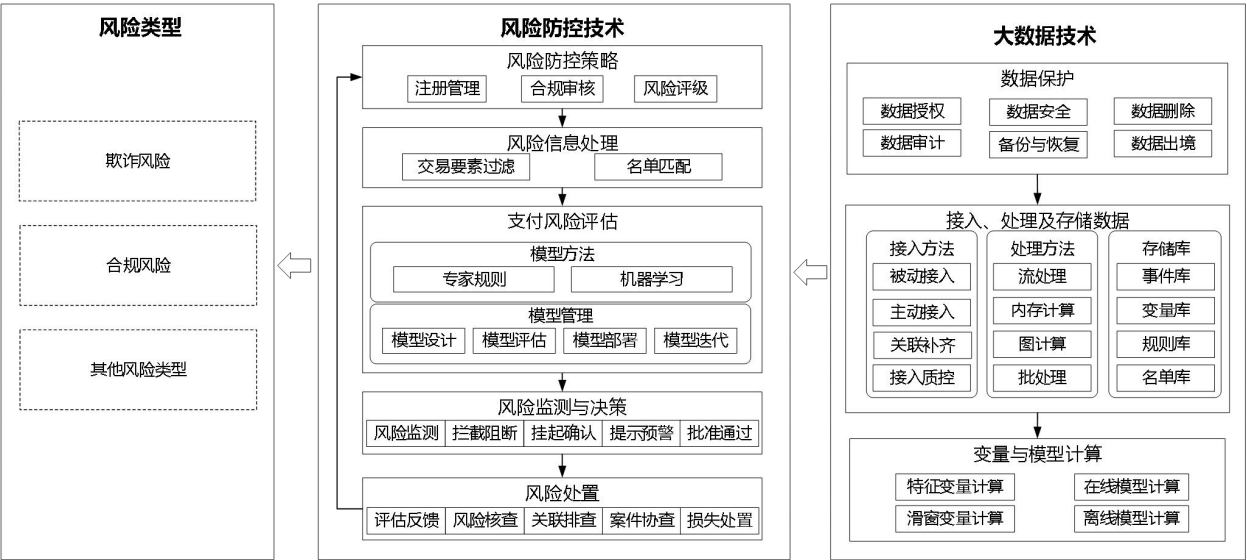 风险类型
欺诈风险
合规风险
其他风险类型
风险防控技术
风险防控策略
注册管理 合规审核 风险评级
风险信息处理
交易要素过滤 名单匹配
支付风险评估
模型方法
专家规则 机器学习
模型管理
模型设计 模型评估 模型部署 模型迭代
风险监测与决策
风险监测 拦截阻断 挂起确认 提示预警 批准通过
风险处置
评估反馈 风险核查 关联排查 案件协查 损失处置
大数据技术
数据保护
数据授权 数据安全 数据删除
数据审计 备份与恢复 数据出境
接入、处理及存储数据
接入方法 处理方法 存储库
被动接入 流处理 事件库
主动接入 内存计算 变量库
关联补齐 图计算 规则库
接入质控 批处理 名单库
变量与模型计算
特征变量计算 在线模型计算
滑窗变量计算 离线模型计算